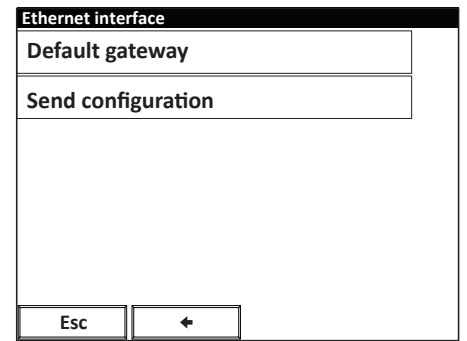 Ethernet interface
Default gateway
Send configuration
Esc